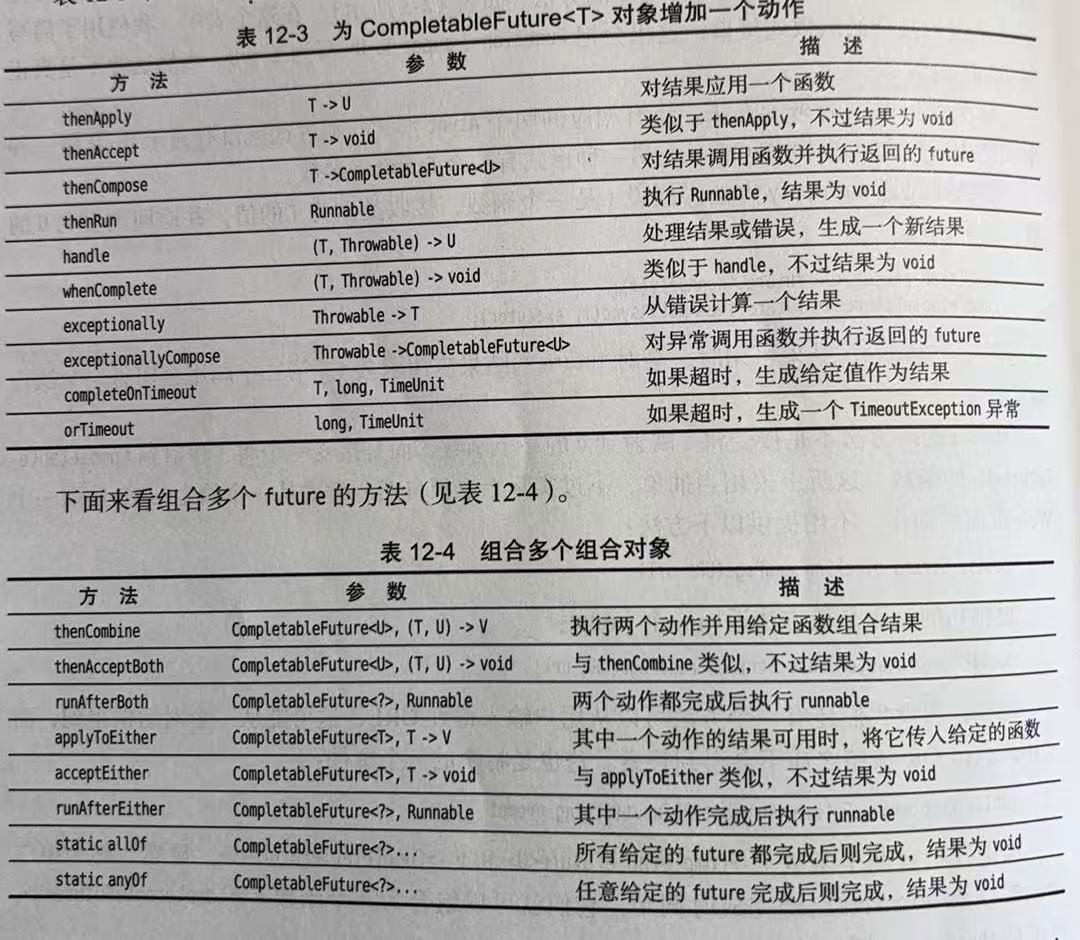 表 12-3 为 CompletableFuture<T> 对象增加一个动作
方 法 参 数 描 述
thenApply T -> U 对结果应用一个函数
thenAccept T -> void 类似于 thenApply，不过结果为 void
thenCompose T ->CompletableFuture<U> 对结果调用函数并执行返回的 future
thenRun Runnable 执行 Runnable，结果为 void
handle (T, Throwable) -> U 处理结果或错误，生成一个新结果
whenComplete (T, Throwable) -> void 类似于 handle，不过结果为 void
exceptionally Throwable -> T 从错误计算一个结果
exceptionallyCompose Throwable ->CompletableFuture<U> 对异常调用函数并执行返回的 future
completeOnTimeout T, long, TimeUnit 如果超时，生成给定值作为结果
orTimeout long, TimeUnit 如果超时，生成一个 TimeoutException 异常
下面来看组合多个 future 的方法（见表 12-4）。
表 12-4 组合多个组合对象
方 法 参 数 描 述
thenCombine CompletableFuture<U>, (T, U) -> V 执行两个动作并用给定函数组合结果
thenAcceptBoth CompletableFuture<U>, (T, U) -> void 与 thenCombine 类似，不过结果为 void
runAfterBoth CompletableFuture<?>, Runnable 两个动作都完成后执行 runnable
applyToEither CompletableFuture<T>, T -> V 其中一个动作的结果可用时，将它传入给定的函数
acceptEither CompletableFuture<T>, T -> void 与 applyToEither 类似，不过结果为 void
runAfterEither CompletableFuture<?>, Runnable 其中一个动作完成后执行 runnable
static allOf CompletableFuture<?>... 所有给定的 future 都完成后则完成，结果为 void
static anyOf CompletableFuture<?>... 任意给定的 future 完成后则完成，结果为 void